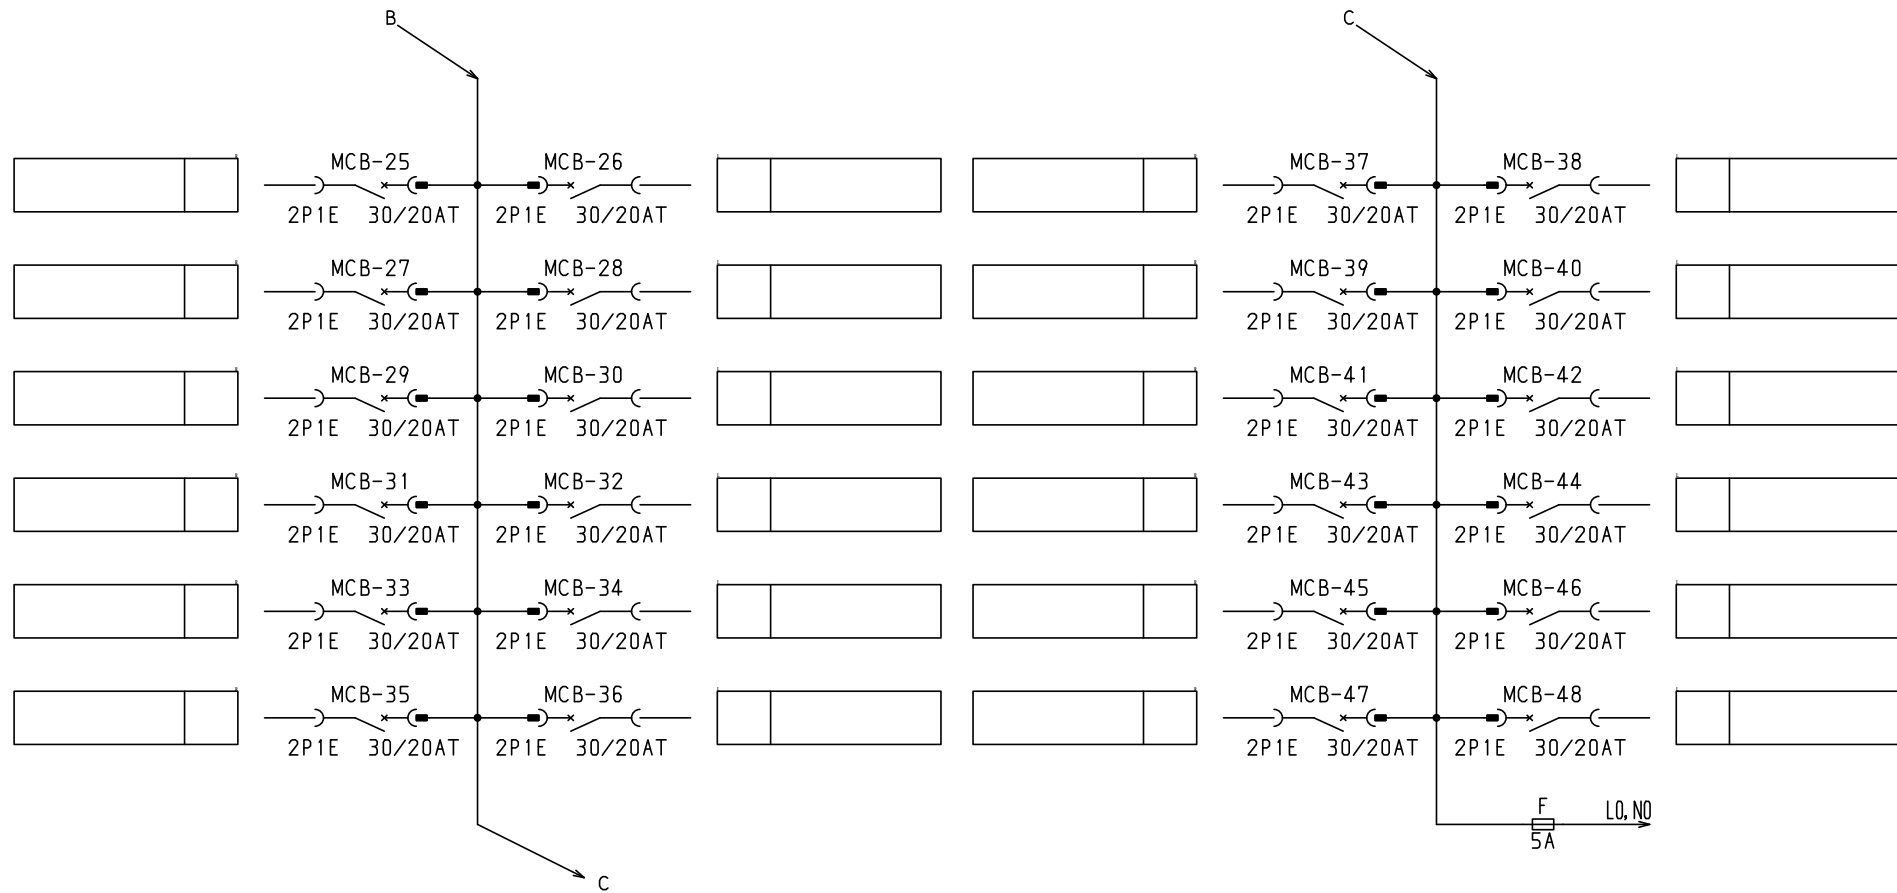 B
C
MCB-25 MCB-26 MCB-37 MCB-38
2P1E 30/20AT 2P1E 30/20AT 2P1E 30/20AT 2P1E 30/20AT
MCB-27 MCB-28 MCB-39 MCB-40
2P1E 30/20AT 2P1E 30/20AT 2P1E 30/20AT 2P1E 30/20AT
MCB-29 MCB-30 MCB-41 MCB-42
2P1E 30/20AT 2P1E 30/20AT 2P1E 30/20AT 2P1E 30/20AT
MCB-31 MCB-32 MCB-43 MCB-44
2P1E 30/20AT 2P1E 30/20AT 2P1E 30/20AT 2P1E 30/20AT
MCB-33 MCB-34 MCB-45 MCB-46
2P1E 30/20AT 2P1E 30/20AT 2P1E 30/20AT 2P1E 30/20AT
MCB-35 MCB-36 MCB-47 MCB-48
2P1E 30/20AT 2P1E 30/20AT 2P1E 30/20AT 2P1E 30/20AT
F L0,N0
5A
C